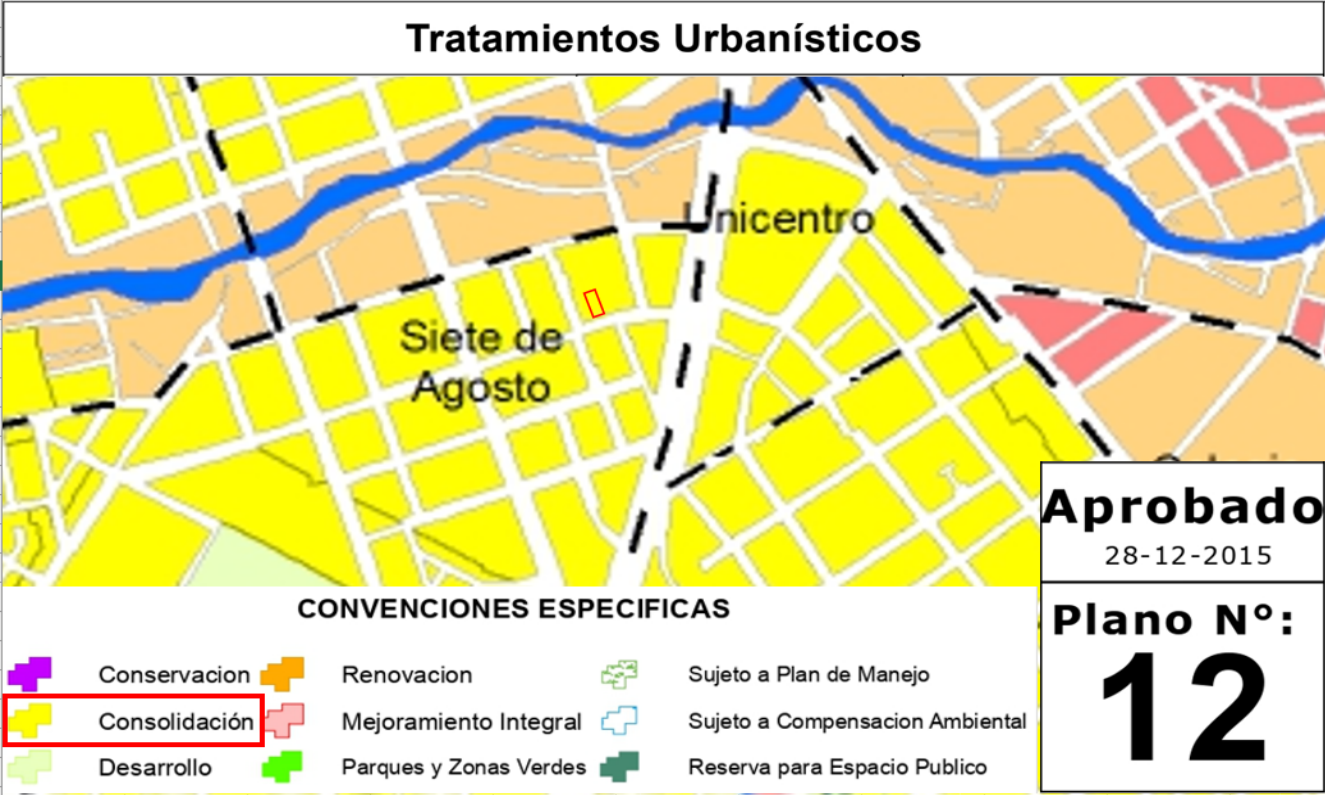 Tratamientos Urbanísticos
Unicentro
Siete de
Agosto
Aprobado
28-12-2015
Plano N°:
12
CONVENCIONES ESPECIFICAS
Conservacion
Renovacion
Sujeto a Plan de Manejo
Consolidación
Mejoramiento Integral
Sujeto a Compensacion Ambiental
Desarrollo
Parques y Zonas Verdes
Reserva para Espacio Publico